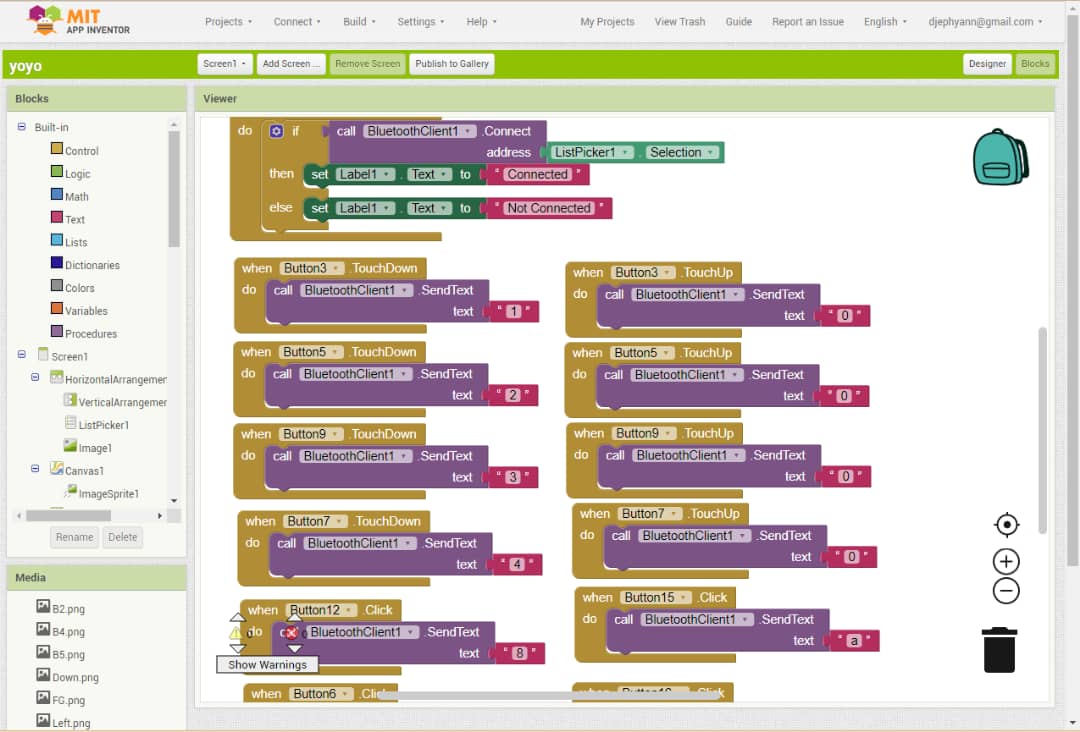 MIT
APP INVENTOR
Projects Connect Build Settings Help My Projects View Trash Guide Report an Issue English djephyann@gmail.com
yoyo Screen1 Add Screen ... Remove Screen Publish to Gallery Designer Blocks
Blocks
Built-in
Control
Logic
Math
Text
Lists
Dictionaries
Colors
Variables
Procedures
Screen1
HorizontalArrangemen
VerticalArrangemen
ListPicker1
Image1
Canvas1
ImageSprite1
Rename Delete
Media
B2.png
B4.png
B5.png
Down.png
FG.png
Left.png
Viewer
do if call BluetoothClient1 .Connect
address ListPicker1 . Selection
then set Label1 . Text to " Connected "
else set Label1 . Text to " Not Connected "
when Button3 .TouchDown
do call BluetoothClient1 .SendText
text " 1 "
when Button3 .TouchUp
do call BluetoothClient1 .SendText
text " 0 "
when Button5 .TouchDown
do call BluetoothClient1 .SendText
text " 2 "
when Button5 .TouchUp
do call BluetoothClient1 .SendText
text " 0 "
when Button9 .TouchDown
do call BluetoothClient1 .SendText
text " 3 "
when Button9 .TouchUp
do call BluetoothClient1 .SendText
text " 0 "
when Button7 .TouchDown
do call BluetoothClient1 .SendText
text " 4 "
when Button7 .TouchUp
do call BluetoothClient1 .SendText
text " 0 "
when Button12 .Click
do BluetoothClient1 .SendText
text " 8 "
Show Warnings
when Button15 .Click
do call BluetoothClient1 .SendText
text " a "
when Button6 .Click
when Button16 .Click